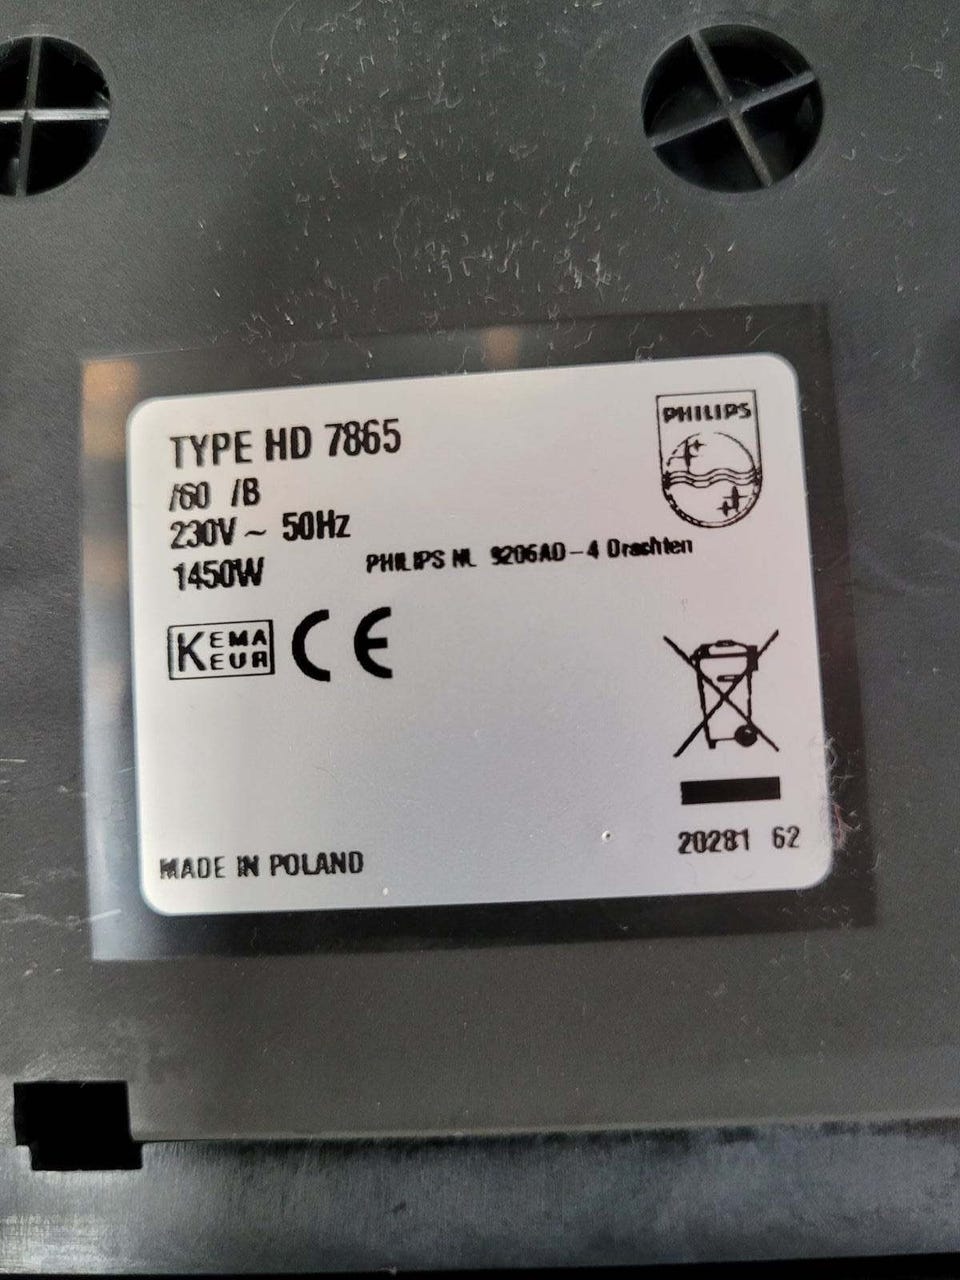 TYPE HD 7865
PHILIPS
/60 /B
230V ~ 50Hz
1450W
PHILIPS NL 9206AD-4 Drachten
KEMA
KEUR
CE
20281 62
MADE IN POLAND